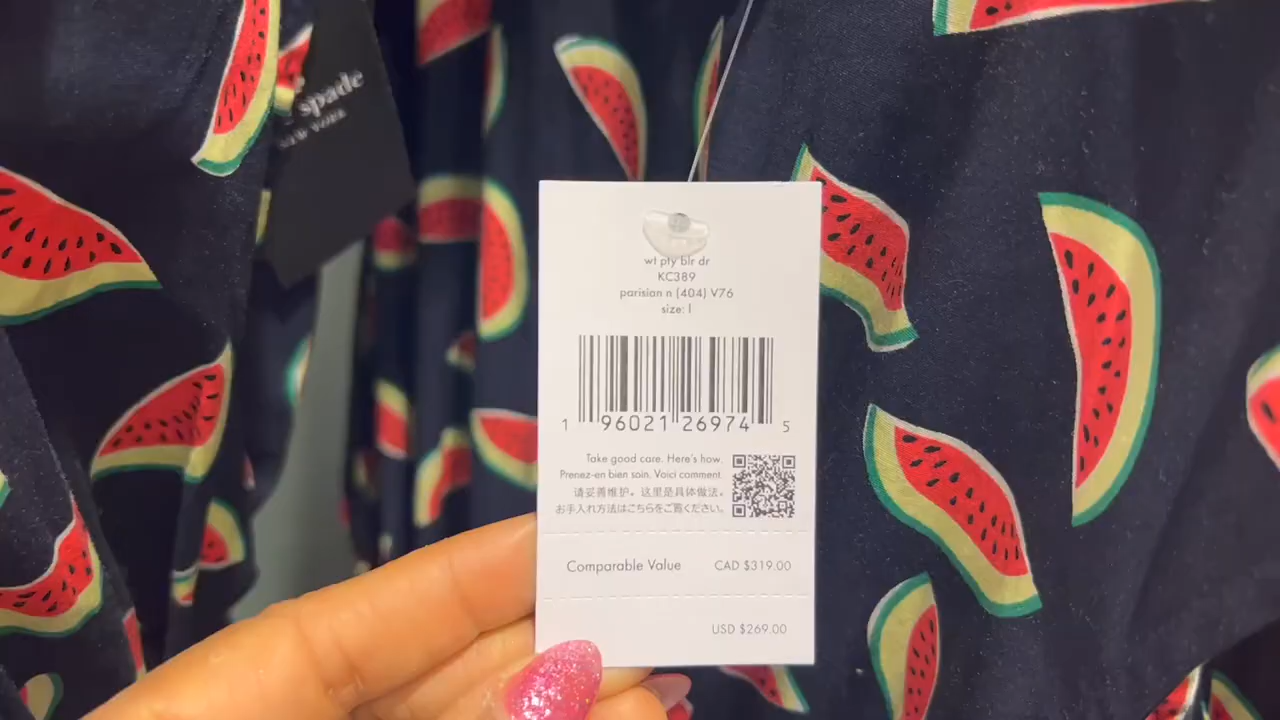 spade
NEW YORK
wt pty blr dr
KC389
parisian n (404) V76
size: l
1 96021 26974 5
Take good care. Here's how.
Prenez-en bien soin. Voici comment.
请妥善维护。这里是具体做法。
お手入れ方法はこちらをご覧ください。
Comparable Value CAD $319.00
USD $269.00